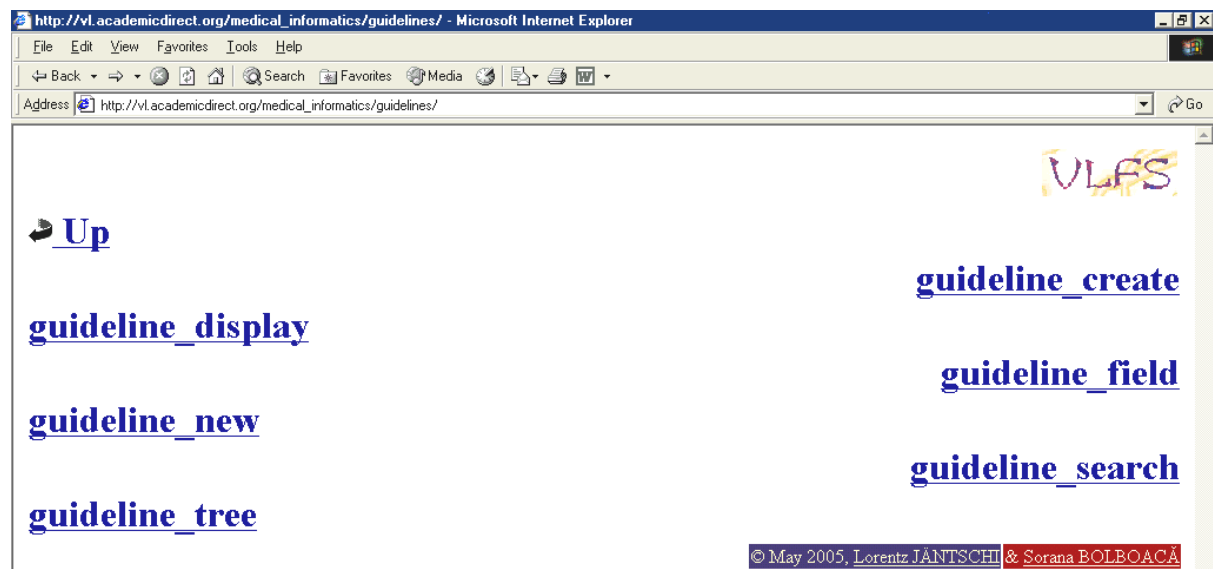 http://vl.academicdirect.org/medical_informatics/guidelines/ - Microsoft Internet Explorer
File Edit View Favorites Tools Help
Back Search Favorites Media
Address http://vl.academicdirect.org/medical_informatics/guidelines/ Go
VLFS
Up
guideline_create
guideline_display
guideline_field
guideline_new
guideline_search
guideline_tree
© May 2005, Lorentz JÄNTSCHI & Sorana BOLBOACĂ